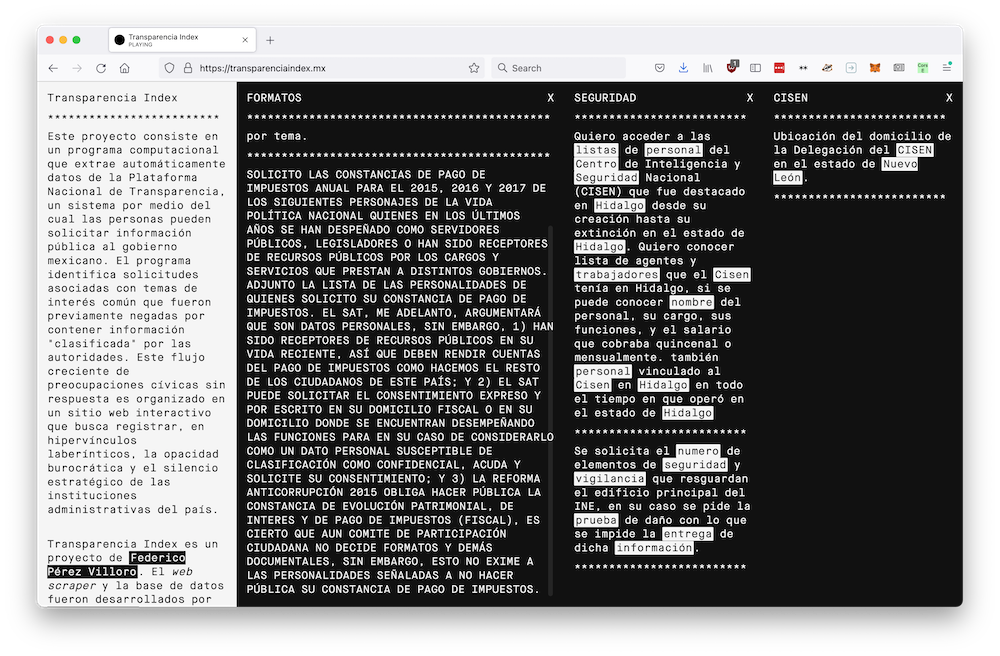 Transparencia Index
PLAYING
https://transparenciaindex.mx
Search
Transparencia Index
*************************
Este proyecto consiste en
un programa computacional
que extrae automáticamente
datos de la Plataforma
Nacional de Transparencia,
un sistema por medio del
cual las personas pueden
solicitar información
pública al gobierno
mexicano. El programa
identifica solicitudes
asociadas con temas de
interés común que fueron
previamente negadas por
contener información
"clasificada" por las
autoridades. Este flujo
creciente de
preocupaciones cívicas sin
respuesta es organizado en
un sitio web interactivo
que busca registrar, en
hipervínculos
laberínticos, la opacidad
burocrática y el silencio
estratégico de las
instituciones
administrativas del país.
Transparencia Index es un
proyecto de Federico
Pérez Villoro. El web
scraper y la base de datos
fueron desarrollados por
FORMATOS X
********************************************
por tema.
********************************************
SOLICITO LAS CONSTANCIAS DE PAGO DE
IMPUESTOS ANUAL PARA EL 2015, 2016 Y 2017 DE
LOS SIGUIENTES PERSONAJES DE LA VIDA
POLÍTICA NACIONAL QUIENES EN LOS ÚLTIMOS
AÑOS SE HAN DESPEÑADO COMO SERVIDORES
PÚBLICOS, LEGISLADORES O HAN SIDO RECEPTORES
DE RECURSOS PÚBLICOS POR LOS CARGOS Y
SERVICIOS QUE PRESTAN A DISTINTOS GOBIERNOS.
ADJUNTO LA LISTA DE LAS PERSONALIDADES DE
QUIENES SOLICITO SU CONSTANCIA DE PAGO DE
IMPUESTOS. EL SAT, ME ADELANTO, ARGUMENTARÁ
QUE SON DATOS PERSONALES, SIN EMBARGO, 1) HAN
SIDO RECEPTORES DE RECURSOS PÚBLICOS EN SU
VIDA RECIENTE, ASÍ QUE DEBEN RENDIR CUENTAS
DEL PAGO DE IMPUESTOS COMO HACEMOS EL RESTO
DE LOS CIUDADANOS DE ESTE PAÍS; Y 2) EL SAT
PUEDE SOLICITAR EL CONSENTIMIENTO EXPRESO Y
POR ESCRITO EN SU DOMICILIO FISCAL O EN SU
DOMICILIO DONDE SE ENCUENTRAN DESEMPEÑANDO
LAS FUNCIONES PARA EN SU CASO DE CONSIDERARLO
COMO UN DATO PERSONAL SUSCEPTIBLE DE
CLASIFICACIÓN COMO CONFIDENCIAL, ACUDA Y
SOLICITE SU CONSENTIMIENTO; Y 3) LA REFORMA
ANTICORRUPCIÓN 2015 OBLIGA HACER PÚBLICA LA
CONSTANCIA DE EVOLUCIÓN PATRIMONIAL, DE
INTERES Y DE PAGO DE IMPUESTOS (FISCAL), ES
CIERTO QUE AUN COMITE DE PARTICIPACIÓN
CIUDADANA NO DECIDE FORMATOS Y DEMÁS
DOCUMENTALES, SIN EMBARGO, ESTO NO EXIME A
LAS PERSONALIDADES SEÑALADAS A NO HACER
PÚBLICA SU CONSTANCIA DE PAGO DE IMPUESTOS.
SEGURIDAD X
*************************
Quiero acceder a las
listas de personal del
Centro de Inteligencia y
Seguridad Nacional
(CISEN) que fue destacado
en Hidalgo desde su
creación hasta su
extinción en el estado de
Hidalgo. Quiero conocer
lista de agentes y
trabajadores que el Cisen
tenía en Hidalgo, si se
puede conocer nombre del
personal, su cargo, sus
funciones, y el salario
que cobraba quincenal o
mensualmente. también
personal vinculado al
Cisen en Hidalgo en todo
el tiempo en que operó en
el estado de Hidalgo
*************************
Se solicita el numero de
elementos de seguridad y
vigilancia que resguardan
el edificio principal del
INE, en su caso se pide la
prueba de daño con lo que
se impide la entrega de
dicha información.
*************************
CISEN X
*************************
Ubicación del domicilio de
la Delegación del CISEN
en el estado de Nuevo
León.
*************************